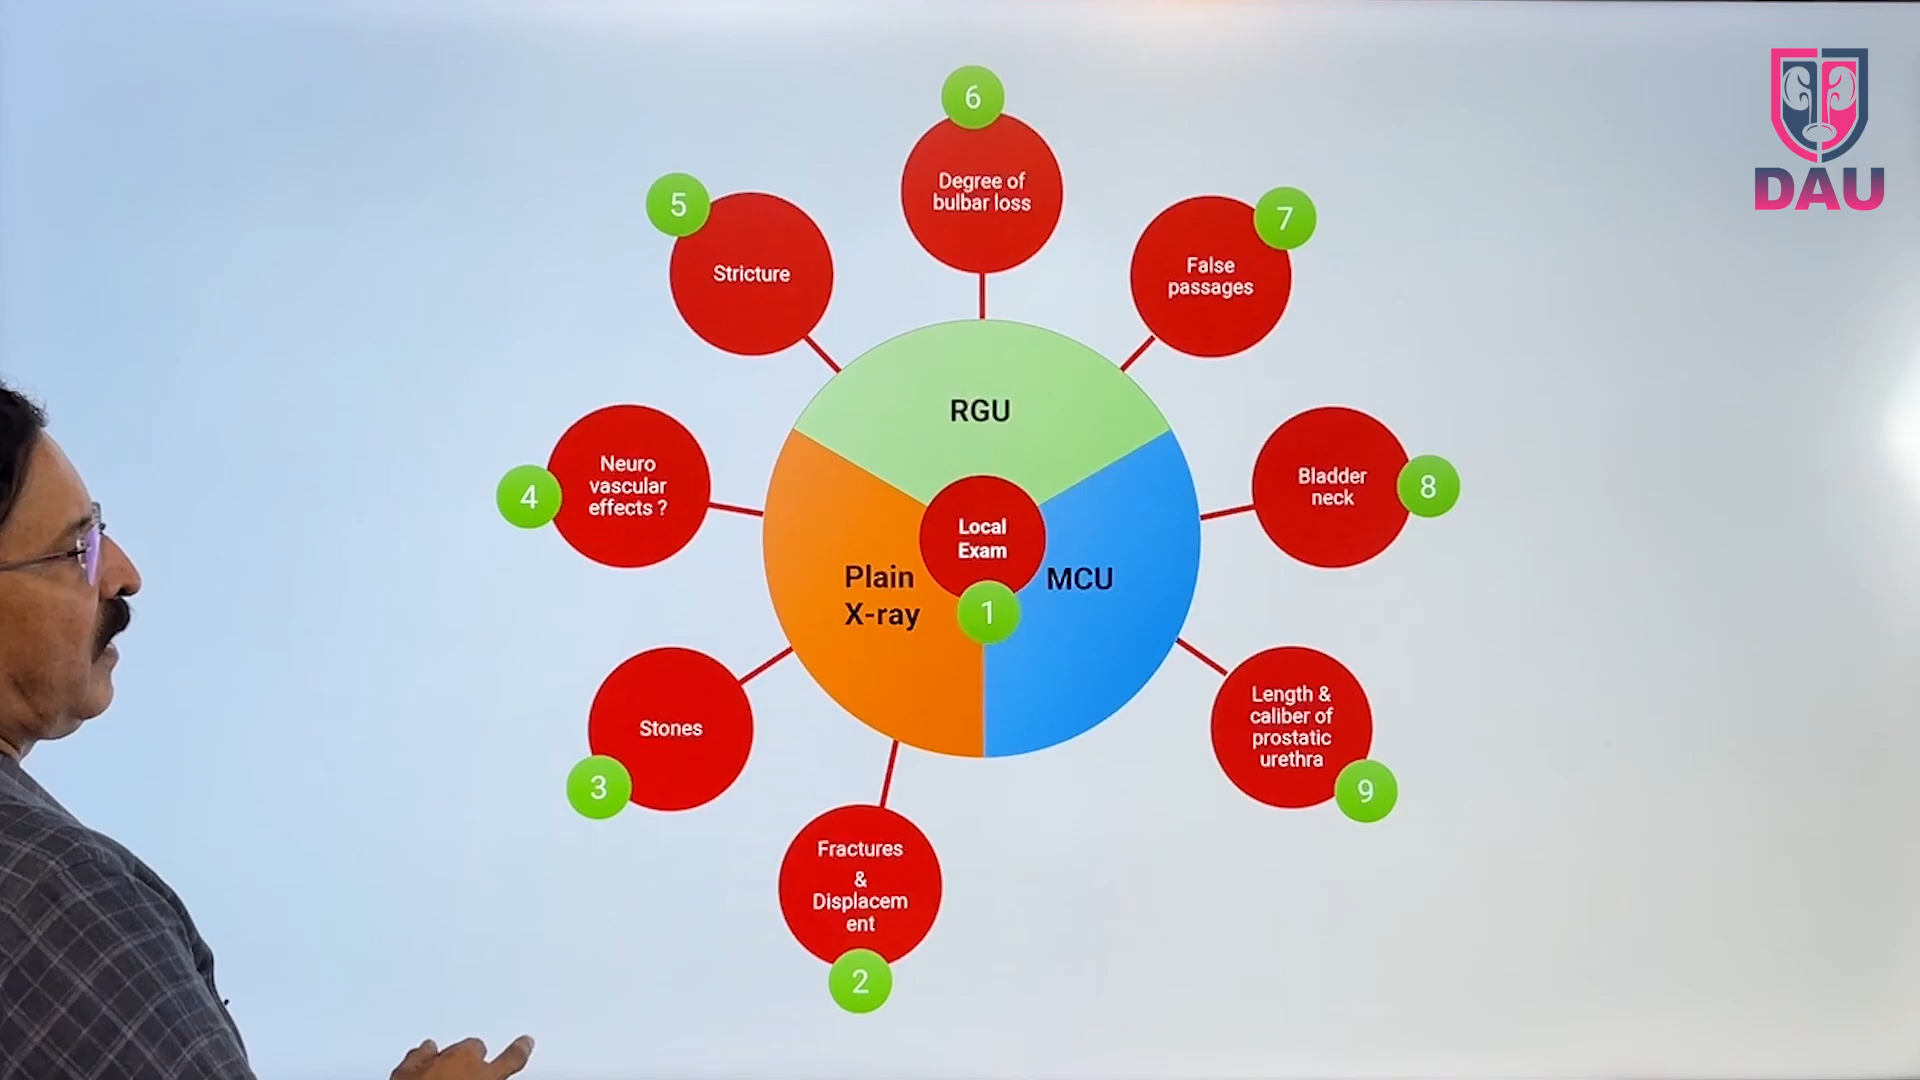 6
Degree of
bulbar loss
5
Stricture
7
False
passages
DAU
RGU
4
Neuro
vascular
effects ?
Local
Exam
1
Plain
X-ray
MCU
Bladder
neck
8
Stones
3
Length &
caliber of
prostatic
urethra
9
Fractures
&
Displacem
ent
2